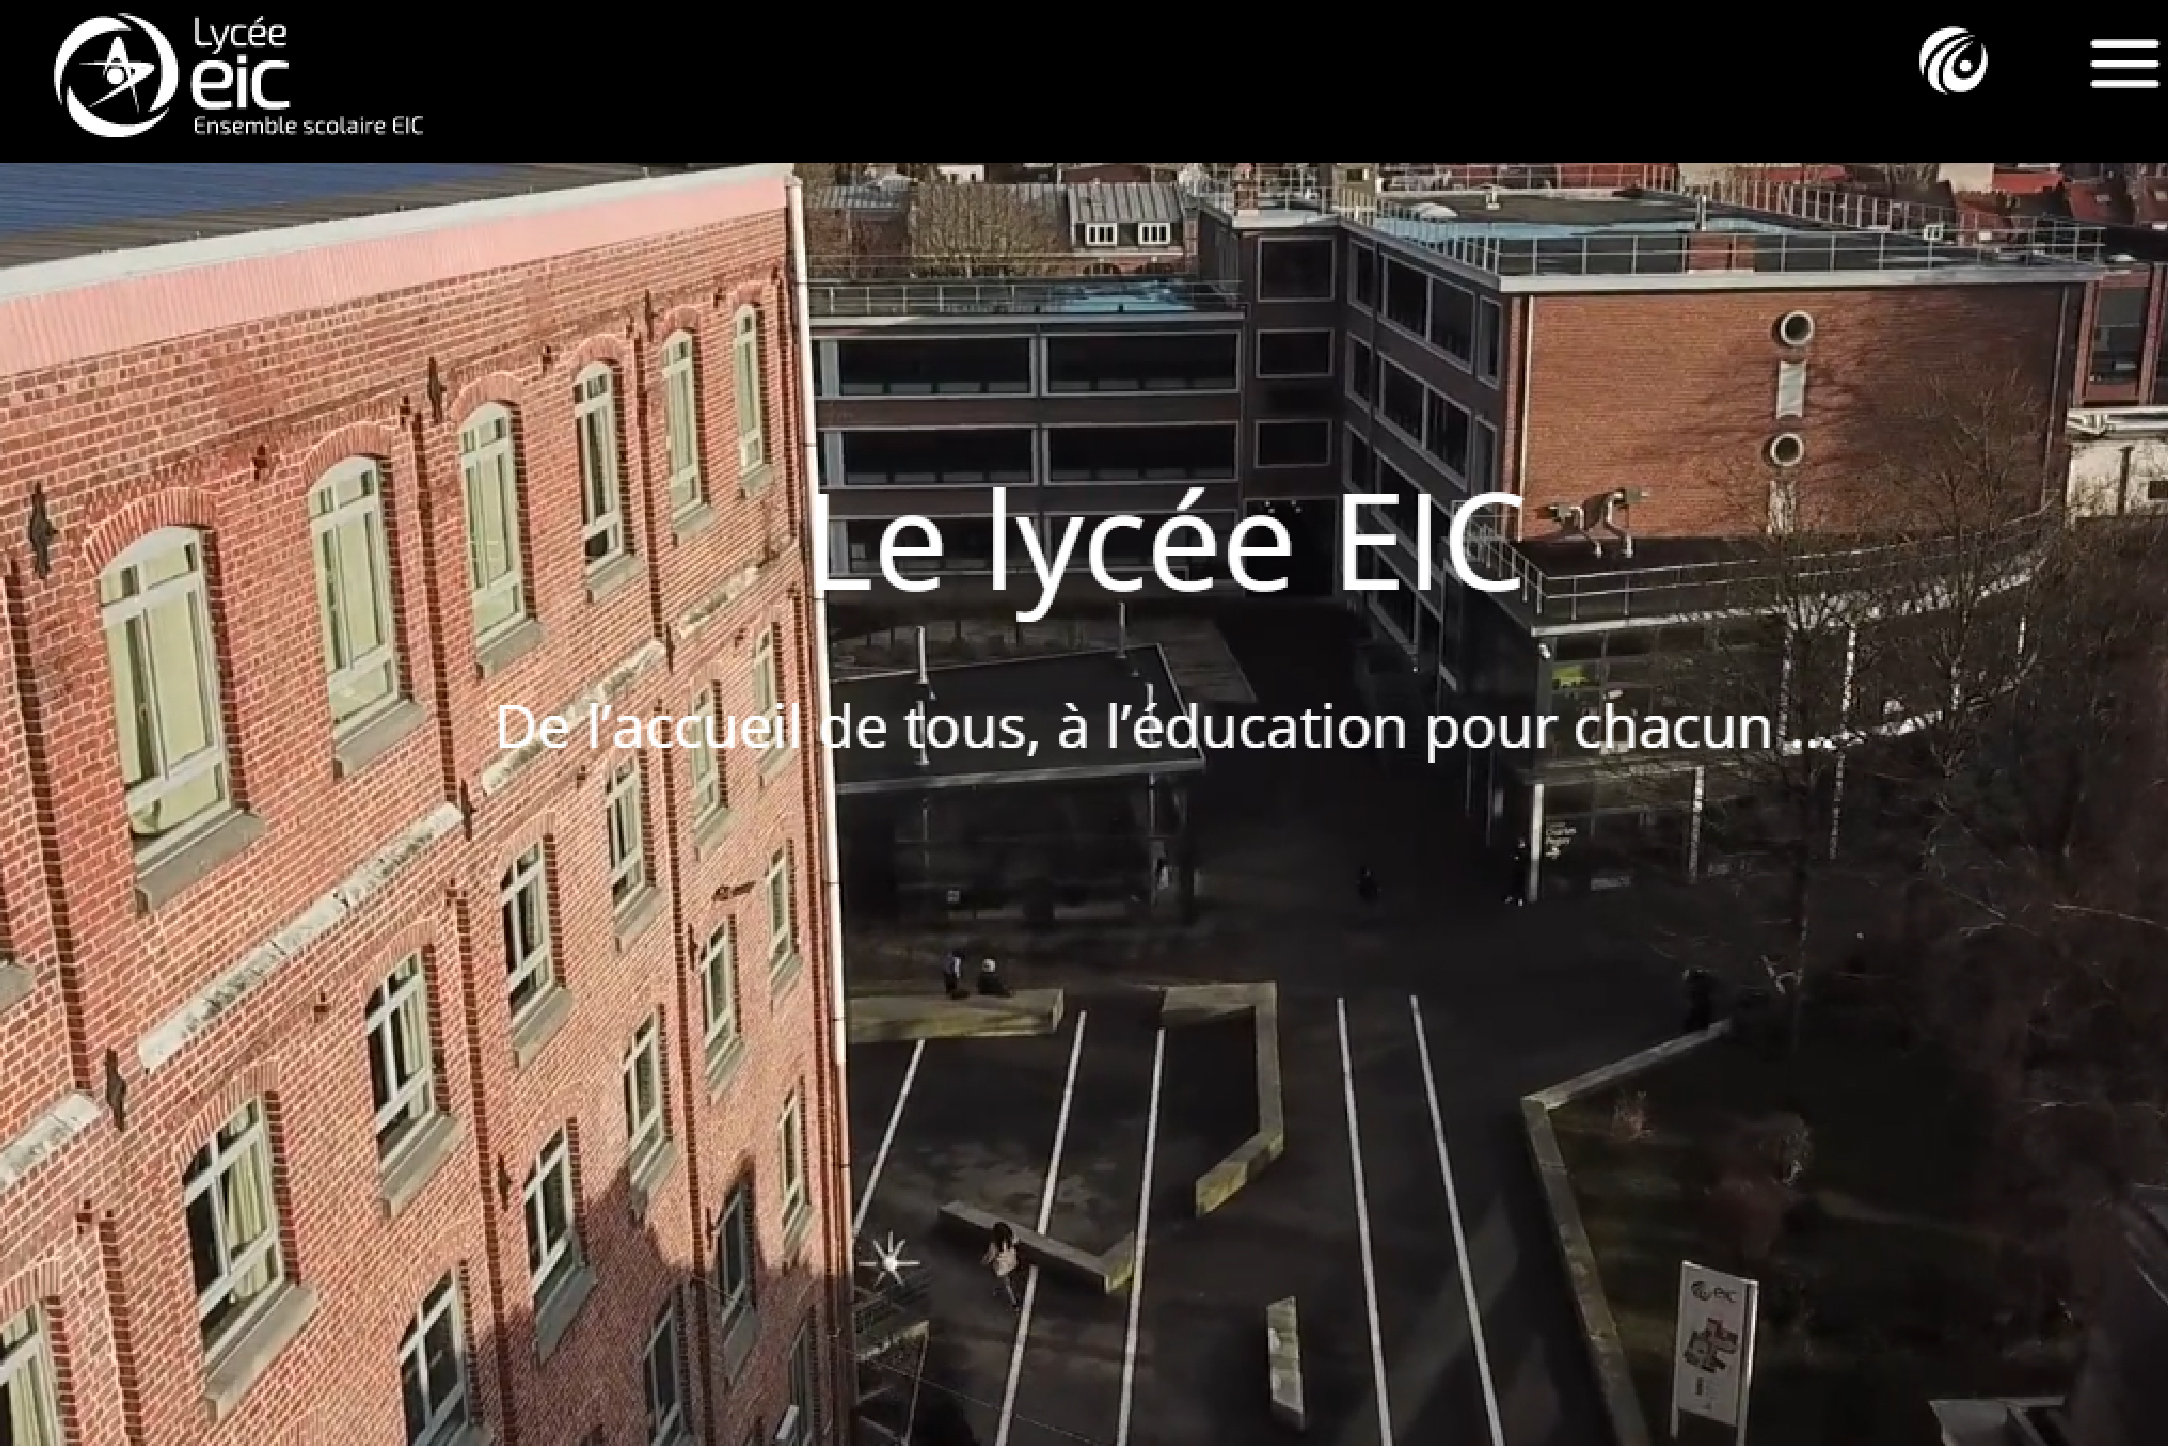 Lycée
eic
Ensemble scolaire EIC
Le lycée EIC
De l’accueil de tous, à l’éducation pour chacun ...
eic